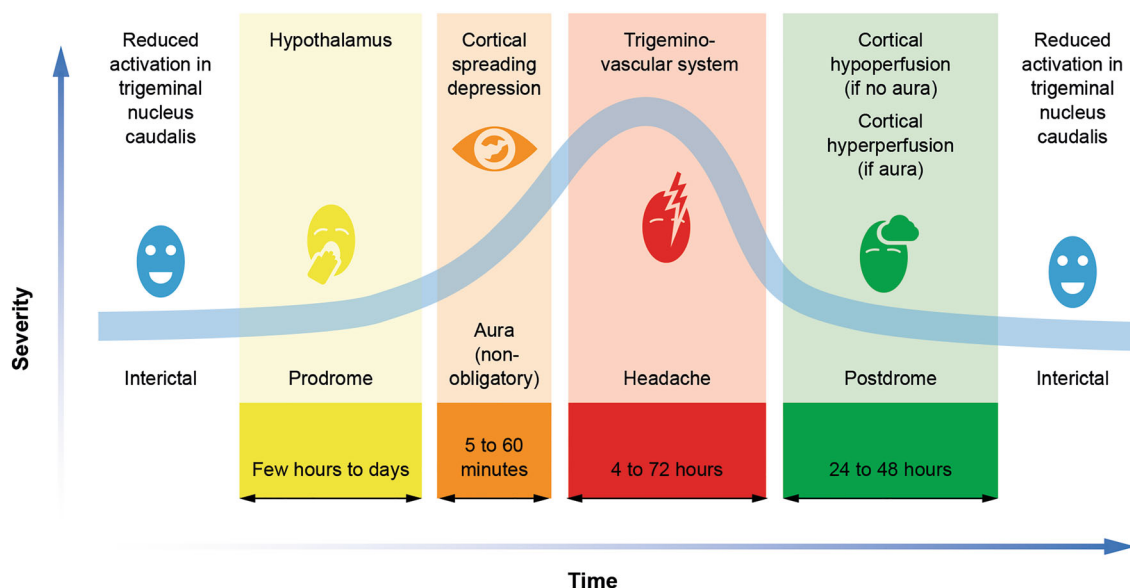 Reduced
activation in
trigeminal
nucleus
caudalis
Hypothalamus
Cortical
spreading
depression
Trigemino-
vascular system
Cortical
hypoperfusion
(if no aura)
Cortical
hyperperfusion
(if aura)
Reduced
activation in
trigeminal
nucleus
caudalis
Severity
Interictal
Prodrome
Aura
(non-
obligatory)
Headache
Postdrome
Interictal
Few hours to days
5 to 60
minutes
4 to 72 hours
24 to 48 hours
Time